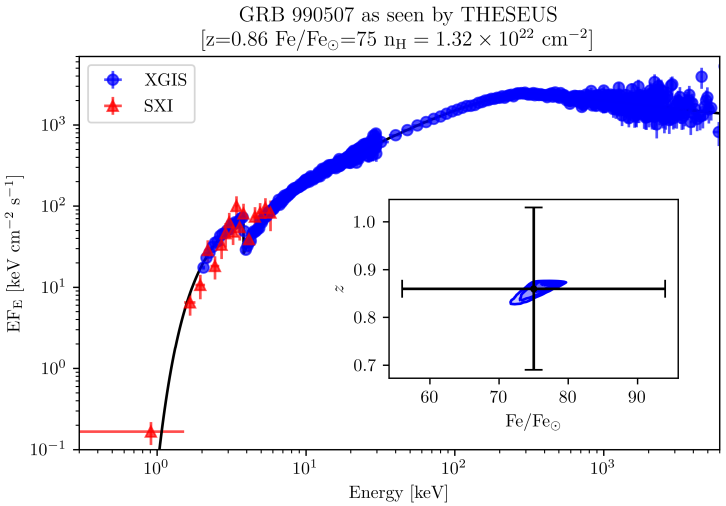 GRB 990507 as seen by THESEUS
[z=0.86 Fe/Fe⊙=75 n_H = 1.32 × 10²² cm⁻²]
XGIS
SXI
EF_E [keV cm⁻² s⁻¹]
10³
10²
10¹
10⁰
10⁻¹
10⁰ 10¹ 10² 10³
Energy [keV]
z
1.0
0.9
0.8
0.7
60 70 80 90
Fe/Fe⊙